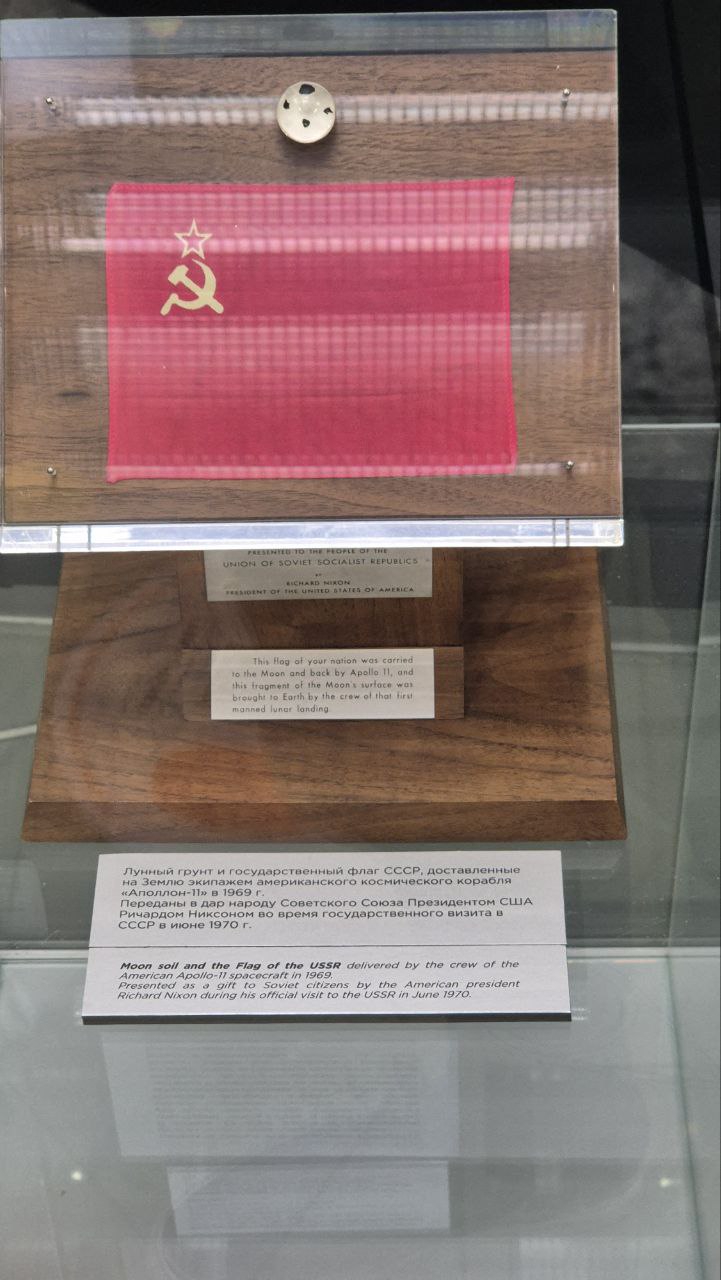 PRESENTED TO THE PEOPLE OF THE
UNION OF SOVIET SOCIALIST REPUBLICS
BY
RICHARD NIXON
PRESIDENT OF THE UNITED STATES OF AMERICA
This flag of your nation was carried
to the Moon and back by Apollo 11, and
this fragment of the Moon's surface was
brought to Earth by the crew of that first
manned lunar landing.
Лунный грунт и государственный флаг СССР, доставленные
на Землю экипажем американского космического корабля
«Аполлон-11» в 1969 г.
Переданы в дар народу Советского Союза Президентом США
Ричардом Никсоном во время государственного визита в
СССР в июне 1970 г.
Moon soil and the Flag of the USSR delivered by the crew of the
American Apollo-11 spacecraft in 1969.
Presented as a gift to Soviet citizens by the American president
Richard Nixon during his official visit to the USSR in June 1970.